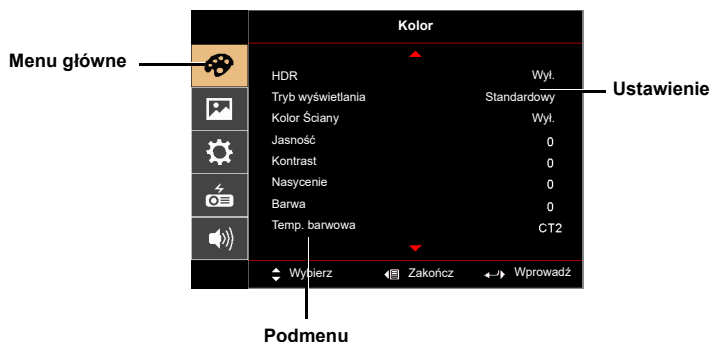 Kolor
Menu główne
HDR Wył.
Ustawienie
Tryb wyświetlania Standardowy
Kolor Ściany Wył.
Jasność 0
Kontrast 0
Nasycenie 0
Barwa 0
Temp. barwowa CT2
Wybierz Zakończ Wprowadź
Podmenu